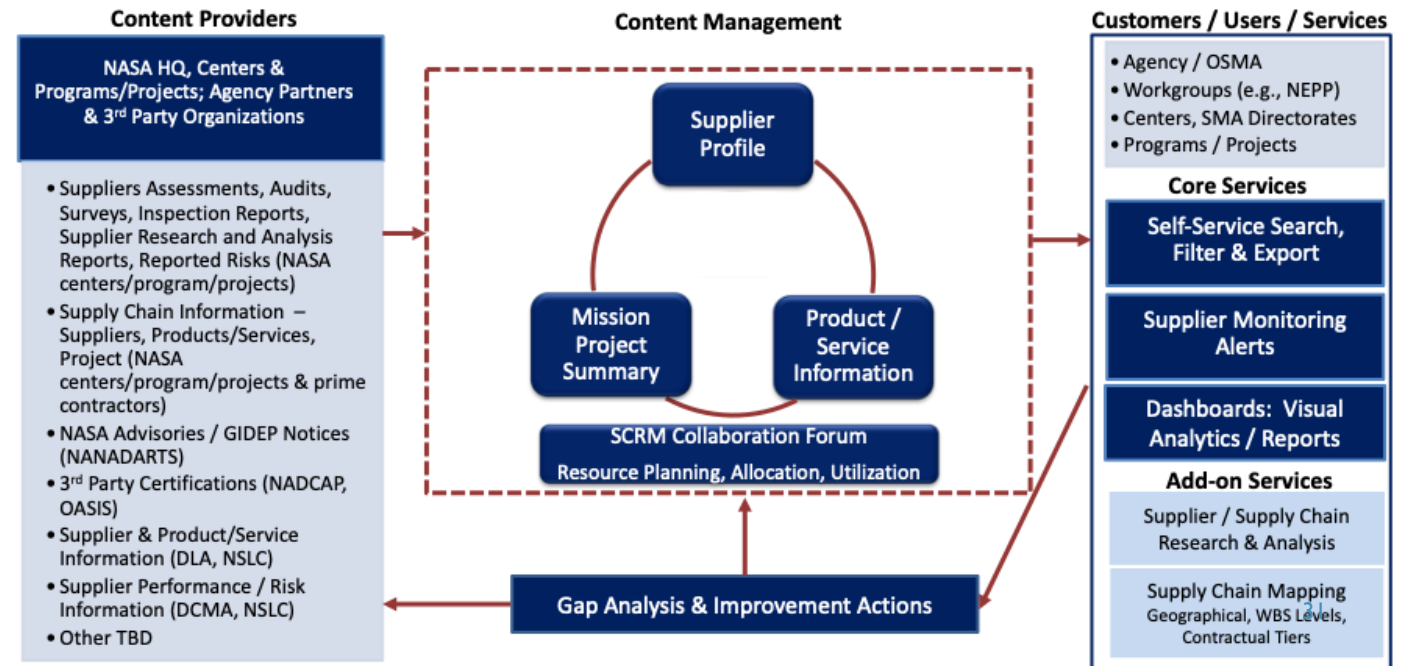 Content Providers
NASA HQ, Centers &
Programs/Projects; Agency Partners
& 3rd Party Organizations
• Suppliers Assessments, Audits,
Surveys, Inspection Reports,
Supplier Research and Analysis
Reports, Reported Risks (NASA
centers/program/projects)
• Supply Chain Information –
Suppliers, Products/Services,
Project (NASA
centers/program/projects & prime
contractors)
• NASA Advisories / GIDEP Notices
(NANADARTS)
• 3rd Party Certifications (NADCAP,
OASIS)
• Supplier & Product/Service
Information (DLA, NSLC)
• Supplier Performance / Risk
Information (DCMA, NSLC)
• Other TBD
Content Management
Supplier
Profile
Mission
Project
Summary
Product /
Service
Information
SCRM Collaboration Forum
Resource Planning, Allocation, Utilization
Gap Analysis & Improvement Actions
Customers / Users / Services
• Agency / OSMA
• Workgroups (e.g., NEPP)
• Centers, SMA Directorates
• Programs / Projects
Core Services
Self-Service Search,
Filter & Export
Supplier Monitoring
Alerts
Dashboards: Visual
Analytics / Reports
Add-on Services
Supplier / Supply Chain
Research & Analysis
Supply Chain Mapping
Geographical, WBS Levels,
Contractual Tiers
31